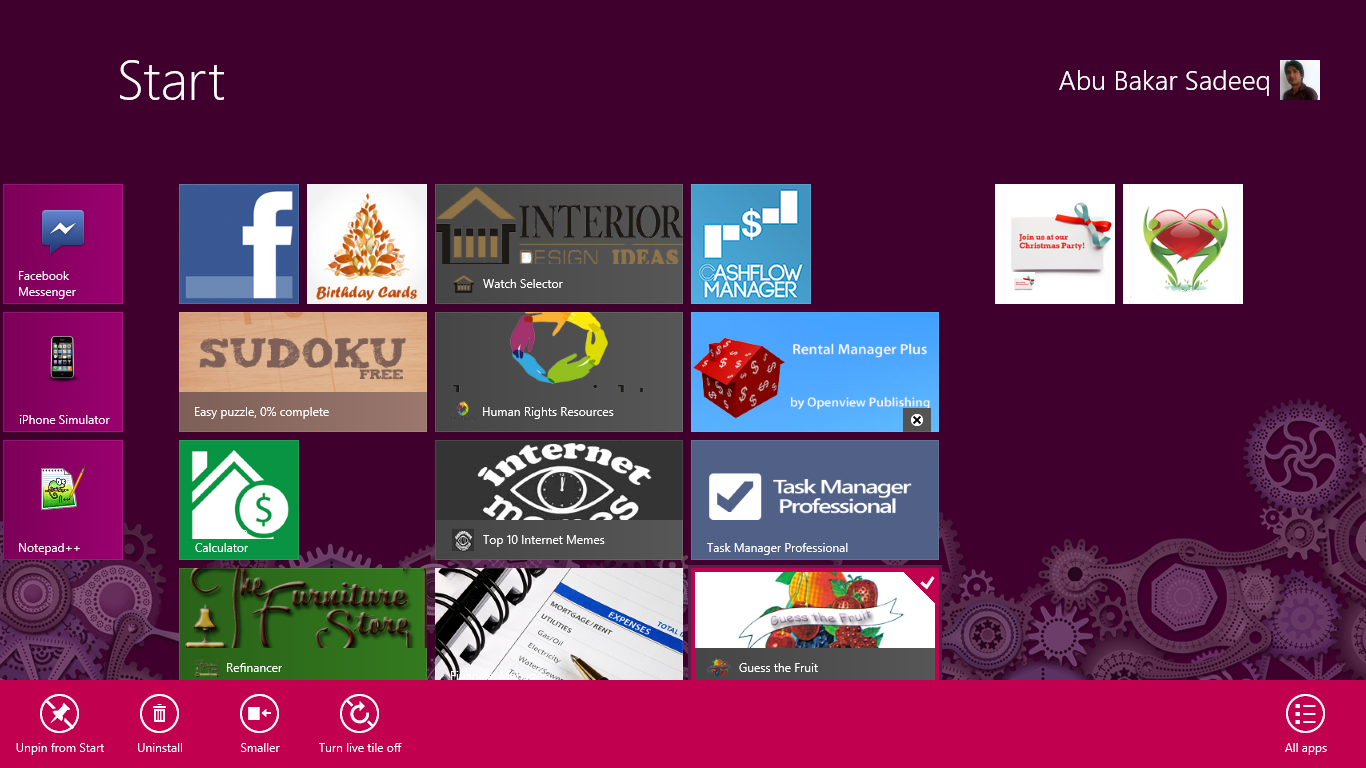 Start
Abu Bakar Sadeeq
Facebook
Messenger
iPhone Simulator
Notepad++
f
Birthday Cards
INTERIOR
DESIGN IDEAS
Watch Selector
$
CASHFLOW
MANAGER
Join us at our
Christmas Party!
SUDOKU
FREE
Easy puzzle, 0% complete
Human Rights Resources
Rental Manager Plus
by Openview Publishing
$
Calculator
internet
memes
Top 10 Internet Memes
Task Manager
Professional
Task Manager Professional
The Furniture
Store
Refinancer
EXPENSES
MORTGAGE/RENT
UTILITIES
Gas/Oil
Electricity
Water/Sewer
Guess the Fruit
Guess the Fruit
Unpin from Start
Uninstall
Smaller
Turn live tile off
All apps